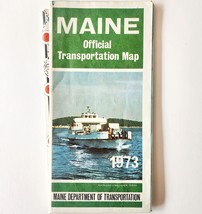 MAINE
Official
Transportation Map
1973
MAINE DEPARTMENT OF TRANSPORTATION